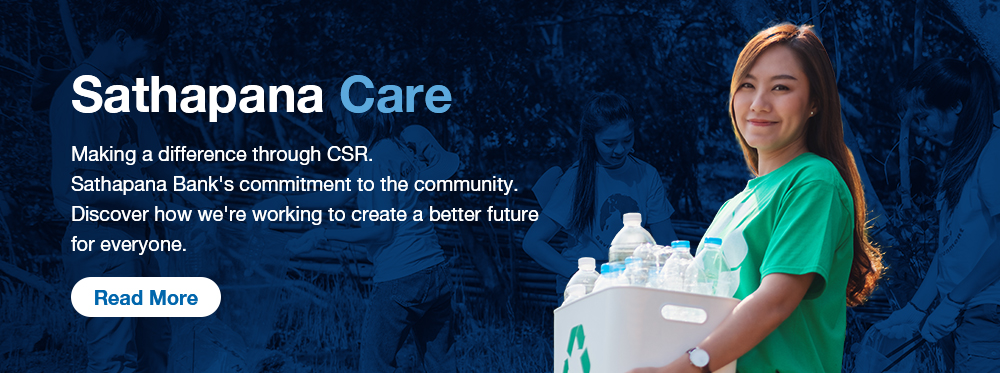 Sathapana Care
Making a difference through CSR.
Sathapana Bank's commitment to the community.
Discover how we're working to create a better future
for everyone.
Read More